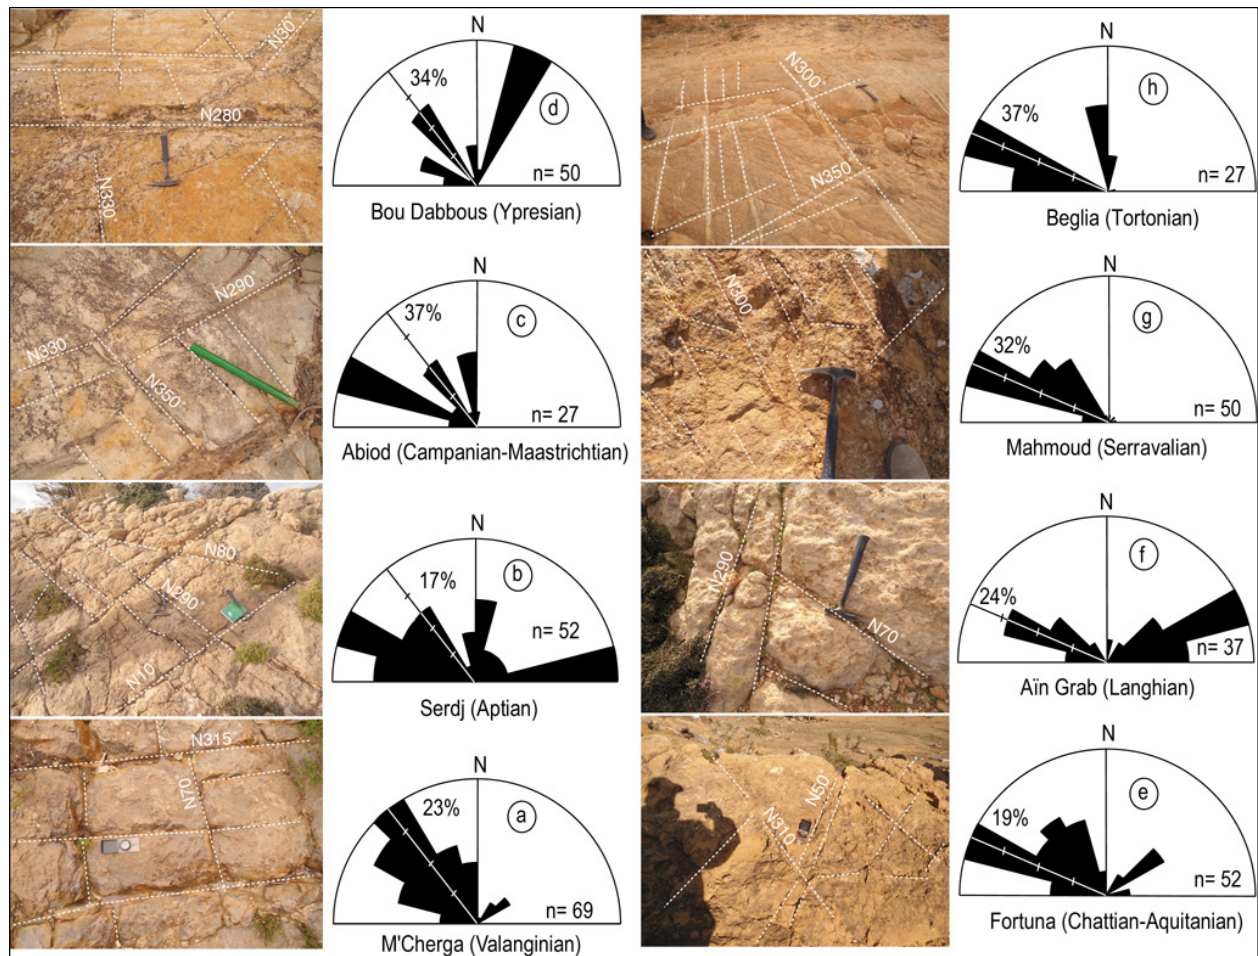 N30°
N280°
N330
N
34%
d
n= 50
Bou Dabbous (Ypresian)
N300
N350
N
37%
h
n= 27
Beglia (Tortonian)
N290°
N330°
N350°
N
37%
c
n= 27
Abiod (Campanian-Maastrichtian)
N300
N
32%
g
n= 50
Mahmoud (Serravalian)
N80°
N290°
N10
N
17%
b
n= 52
Serdj (Aptian)
N290
N70°
N
24%
f
n= 37
Aïn Grab (Langhian)
N315
N70
N
23%
a
n= 69
M'Cherga (Valanginian)
N50°
N310°
N
19%
e
n= 52
Fortuna (Chattian-Aquitanian)